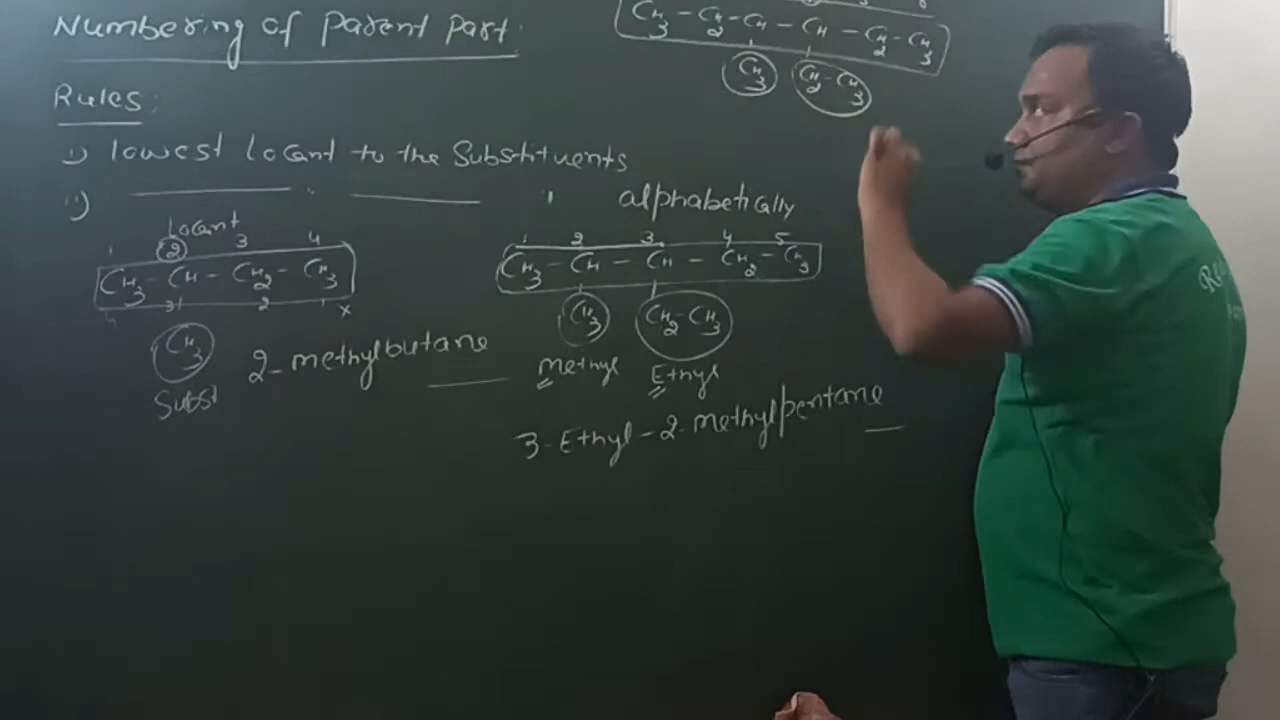 Numbering of Parent Part.
CH3 - CH2 - CH - CH - CH2 - CH3
CH3 CH2 - CH3
Rules:
i) lowest locant to the Substituents
ii) " " alphabetically
locant
1 2 3 4
CH3 - CH - CH2 - CH3
4 3 2 1 x
CH3
Subst
2-methylbutane
1 2 3 4 5
CH3 - CH - CH - CH2 - CH3
CH3 CH2 - CH3
methyl Ethyl
3-Ethyl-2-methylpentane